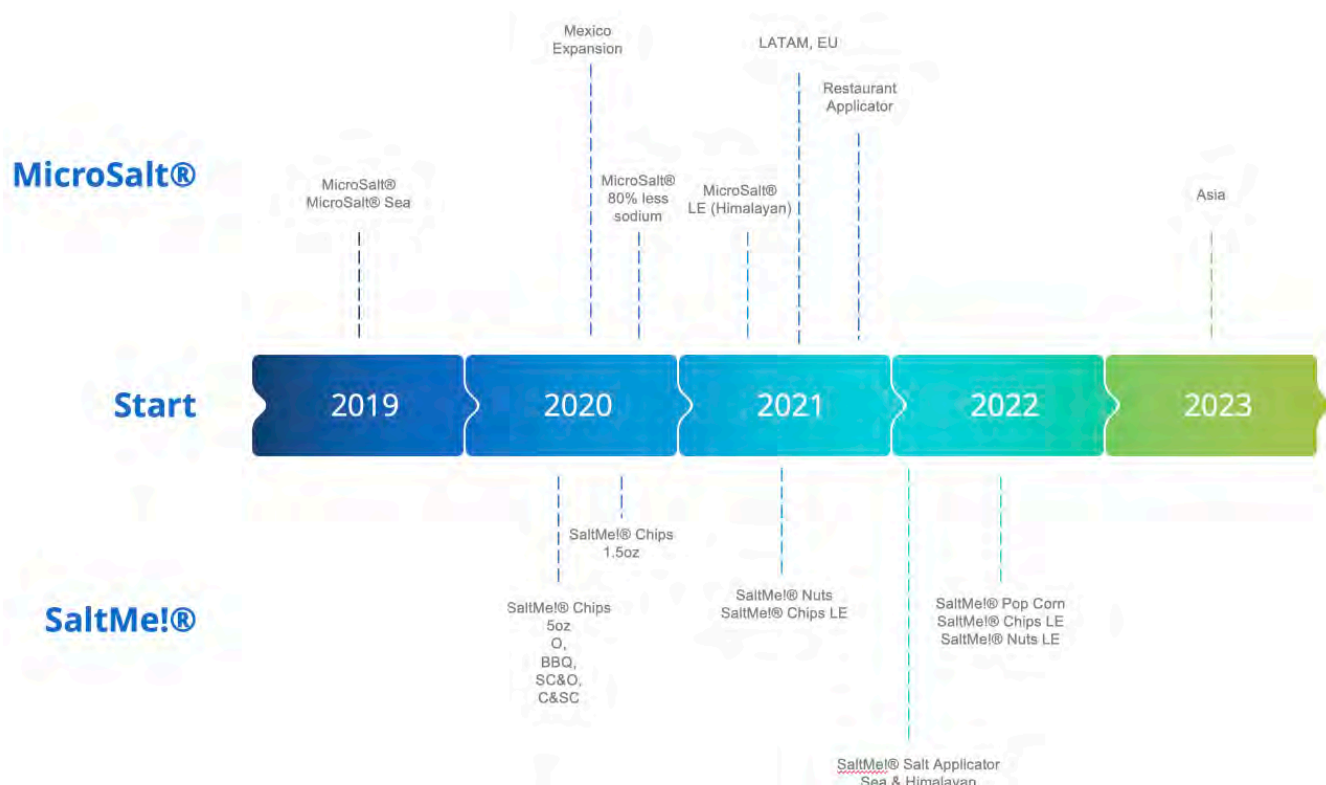 Mexico
Expansion
LATAM, EU
Restaurant
Applicator
MicroSalt®
MicroSalt®
MicroSalt® Sea
MicroSalt®
80% less
sodium
MicroSalt®
LE (Himalayan)
Asia
Start
2019
2020
2021
2022
2023
SaltMe!® Chips
1.5oz
SaltMe!®
SaltMe!® Chips
5oz
O,
BBQ,
SC&O,
C&SC
SaltMe!® Nuts
SaltMe!® Chips LE
SaltMe!® Pop Corn
SaltMe!® Chips LE
SaltMe!® Nuts LE
SaltMe!® Salt Applicator
Sea & Himalayan